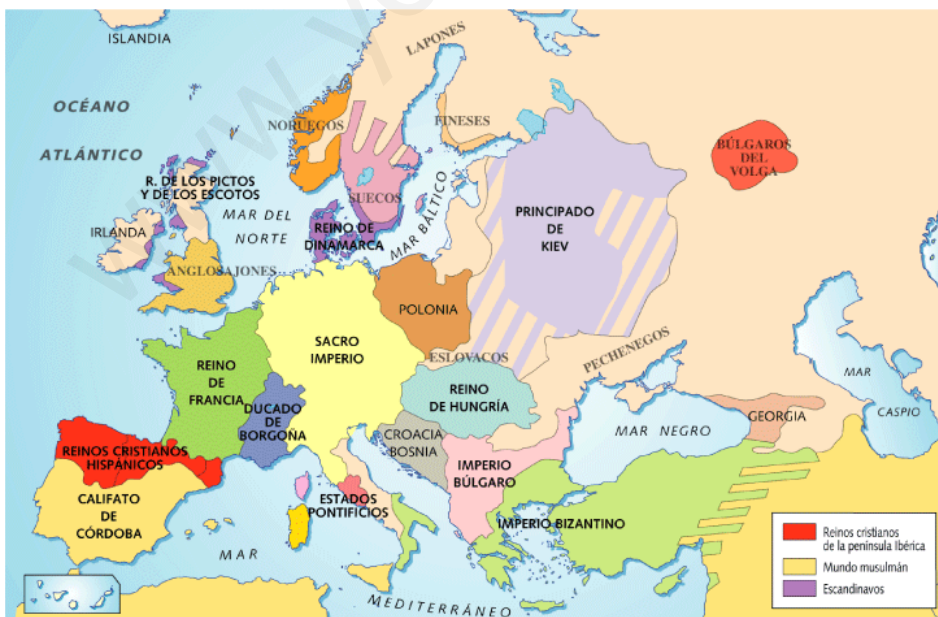 ISLANDIA
LAPONES
OCÉANO
ATLÁNTICO
NORUEGOS
FINESES
BÚLGAROS
DEL
VOLGA
R. DE LOS PICTOS
Y DE LOS ESCOTOS
SUECOS
MAR DEL
NORTE
IRLANDA
REINO DE
DINAMARCA
MAR BÁLTICO
PRINCIPADO
DE
KIEV
ANGLOSAJONES
POLONIA
SACRO
IMPERIO
ESLOVACOS
PECHENEGOS
REINO
DE
FRANCIA
REINO
DE HUNGRÍA
MAR
CASPIO
DUCADO
DE
BORGOÑA
GEORGIA
MAR NEGRO
CROACIA
BOSNIA
REINOS CRISTIANOS
HISPÁNICOS
IMPERIO
BÚLGARO
CALIFATO
DE
CÓRDOBA
ESTADOS
PONTIFICIOS
IMPERIO BIZANTINO
MAR
MEDITERRÁNEO
Reinos cristianos
de la península Ibérica
Mundo musulmán
Escandinavos